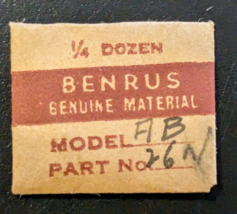 1/4 DOZEN
BENRUS
GENUINE MATERIAL
MODEL AB
PART No. 26N